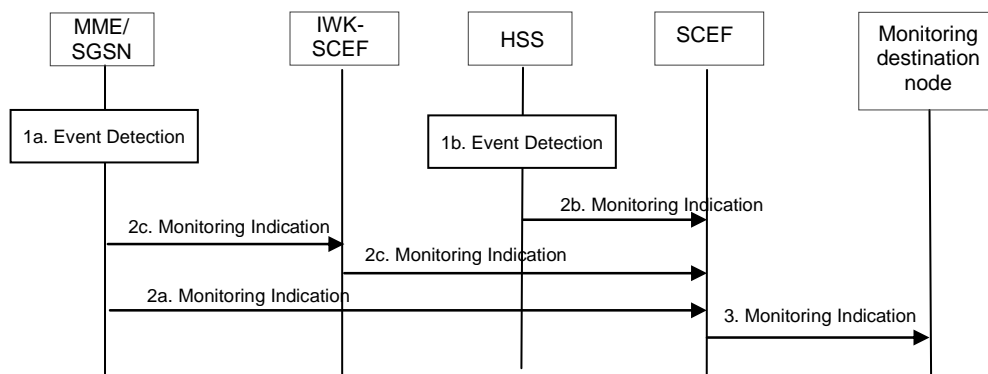 MME/
SGSN
IWK-
SCEF
HSS
SCEF
Monitoring
destination
node
1a. Event Detection
1b. Event Detection
2b. Monitoring Indication
2c. Monitoring Indication
2c. Monitoring Indication
2a. Monitoring Indication
3. Monitoring Indication